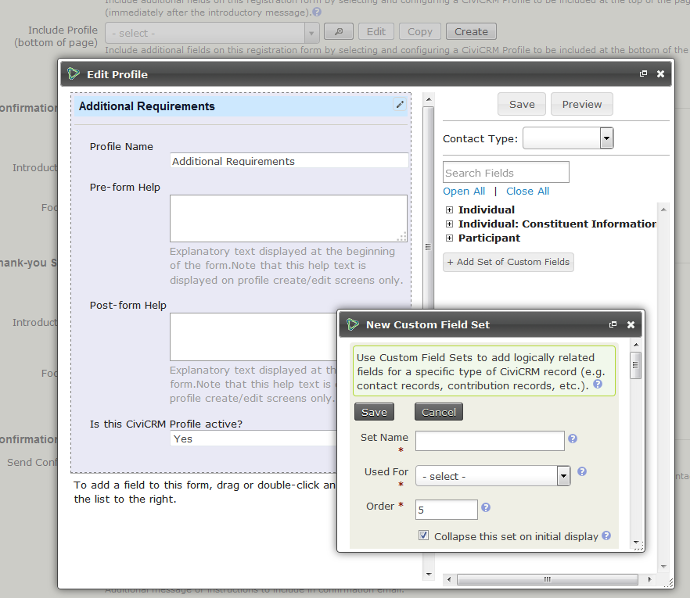 Include additional fields on this registration form by selecting and configuring a CiviCRM Profile to be included at the top of the pag
(immediately after the introductory message).
Include Profile
(bottom of page)
- select -
Edit
Copy
Create
Include additional fields on this registration form by selecting and configuring a CiviCRM Profile to be included at the bottom of the
Edit Profile
Additional Requirements
Profile Name
Additional Requirements
Pre-form Help
Explanatory text displayed at the beginning
of the form.Note that this help text is
displayed on profile create/edit screens only.
Post-form Help
Explanatory text displayed at the
form.Note that this help text is
profile create/edit screens only.
Is this CiviCRM Profile active?
Yes
To add a field to this form, drag or double-click an
the list to the right.
Save
Preview
Contact Type:
Search Fields
Open All | Close All
Individual
Individual: Constituent Information
Participant
+ Add Set of Custom Fields
New Custom Field Set
Use Custom Field Sets to add logically related
fields for a specific type of CiviCRM record (e.g.
contact records, contribution records, etc.).
Save
Cancel
Set Name
*
Used For
*
- select -
Order *
5
Collapse this set on initial display
onfirmation
Introduct
Foo
hank-you S
Introduct
Foo
onfirmation
Send Conf
Additional message or instructions to include in confirmation email.